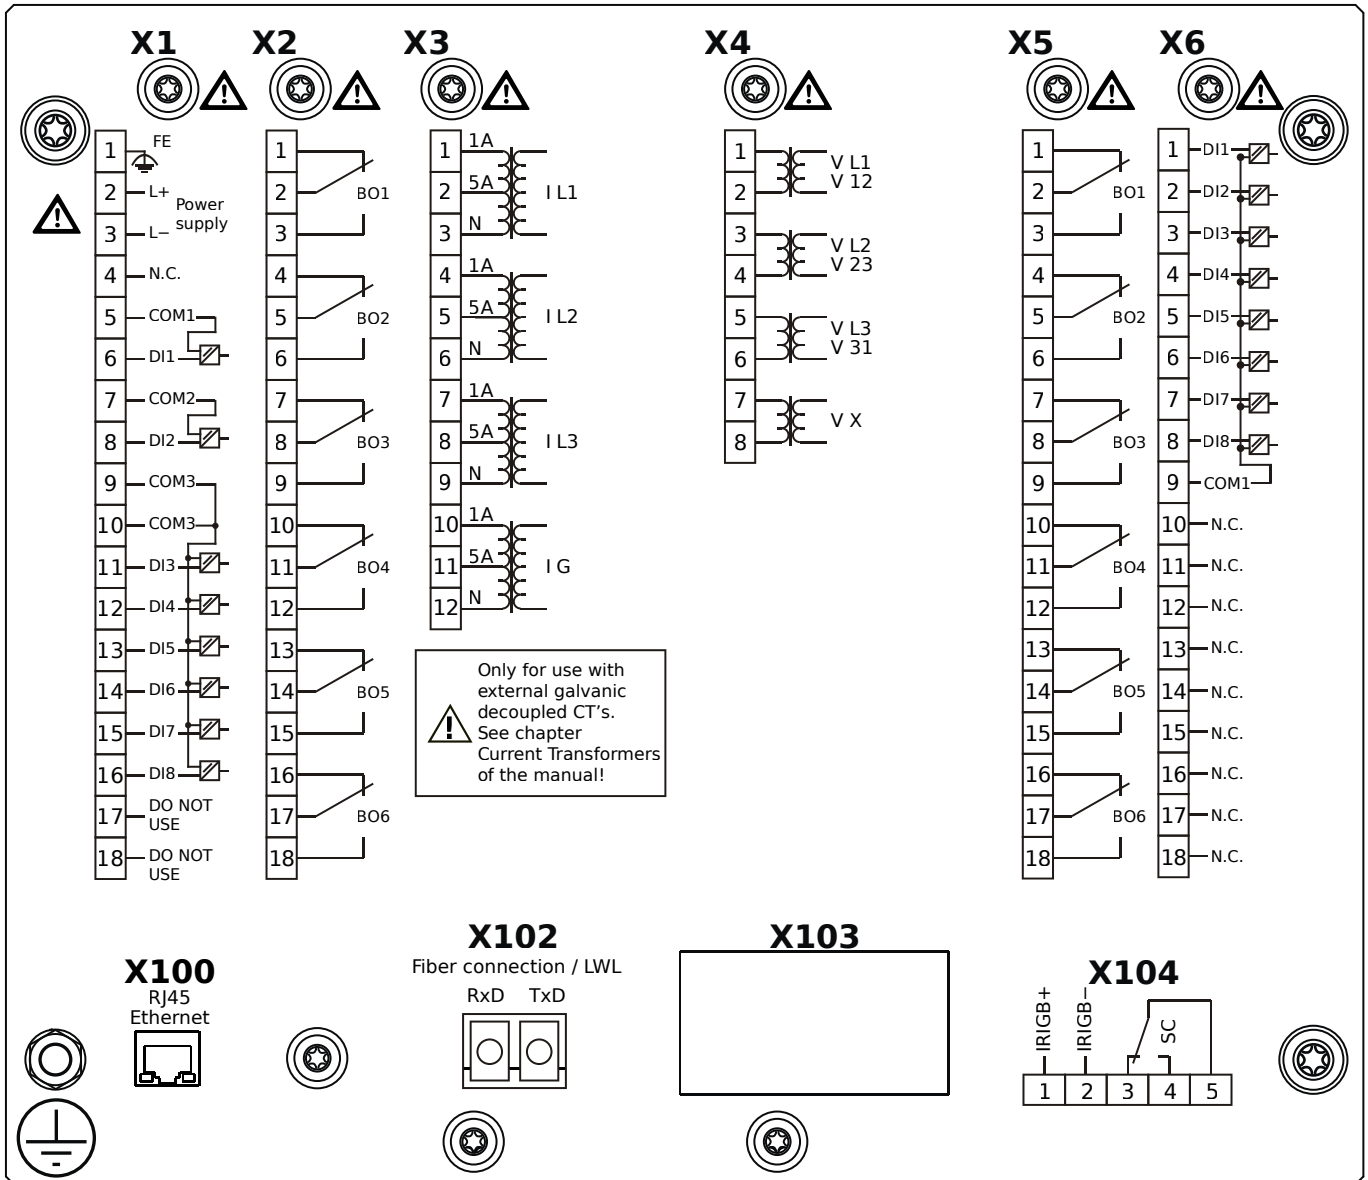 X1
X2
X3
X4
X5
X6
1 FE
2 L+
Power
supply
3 L−
4 N.C.
5 COM1
6 DI1
7 COM2
8 DI2
9 COM3
10 COM3
11 DI3
12 DI4
13 DI5
14 DI6
15 DI7
16 DI8
17 DO NOT
USE
18 DO NOT
USE
1
2 BO1
3
4
5 BO2
6
7
8 BO3
9
10
11 BO4
12
13
14 BO5
15
16
17 BO6
18
1 1A
2 5A I L1
3 N
4 1A
5 5A I L2
6 N
7 1A
8 5A I L3
9 N
10 1A
11 5A I G
12 N
Only for use with
external galvanic
decoupled CT's.
See chapter
Current Transformers
of the manual!
1 V L1
2 V 12
3 V L2
4 V 23
5 V L3
6 V 31
7 V X
8
1
2 BO1
3
4
5 BO2
6
7
8 BO3
9
10
11 BO4
12
13
14 BO5
15
16
17 BO6
18
1 DI1
2 DI2
3 DI3
4 DI4
5 DI5
6 DI6
7 DI7
8 DI8
9 COM1
10 N.C.
11 N.C.
12 N.C.
13 N.C.
14 N.C.
15 N.C.
16 N.C.
17 N.C.
18 N.C.
X100
RJ45
Ethernet
X102
Fiber connection / LWL
RxD TxD
X103
X104
IRIGB+
IRIGB−
SC
1 2 3 4 5